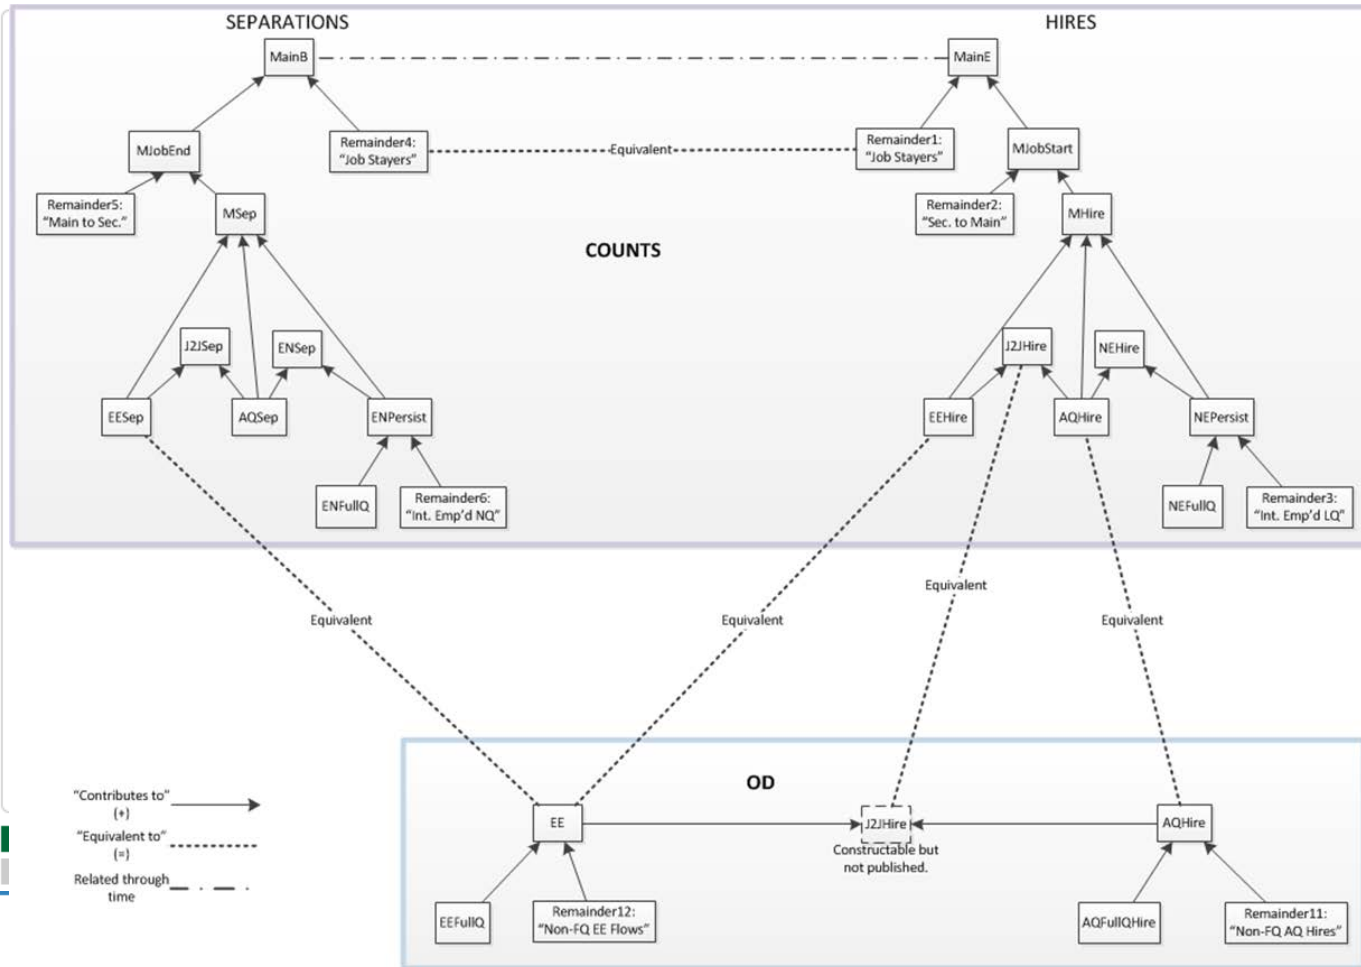 SEPARATIONS
HIRES
MainB
MainE
MJobEnd
Remainder4:
"Job Stayers"
Equivalent
Remainder1:
"Job Stayers"
MJobStart
Remainder5:
"Main to Sec."
MSep
Remainder2:
"Sec. to Main"
MHire
COUNTS
J2JSep
ENSep
J2JHire
NEHire
EESep
AQSep
ENPersist
EEHire
AQHire
NEPersist
ENFullQ
Remainder6:
"Int. Emp'd NQ"
NEFullQ
Remainder3:
"Int. Emp'd LQ"
Equivalent
Equivalent
Equivalent
Equivalent
OD
"Contributes to"
(+)
"Equivalent to"
(=)
Related through
time
EE
J2JHire
Constructable but
not published.
AQHire
EEFullQ
Remainder12:
"Non-FQ EE Flows"
AQFullQHire
Remainder11:
"Non-FQ AQ Hires"